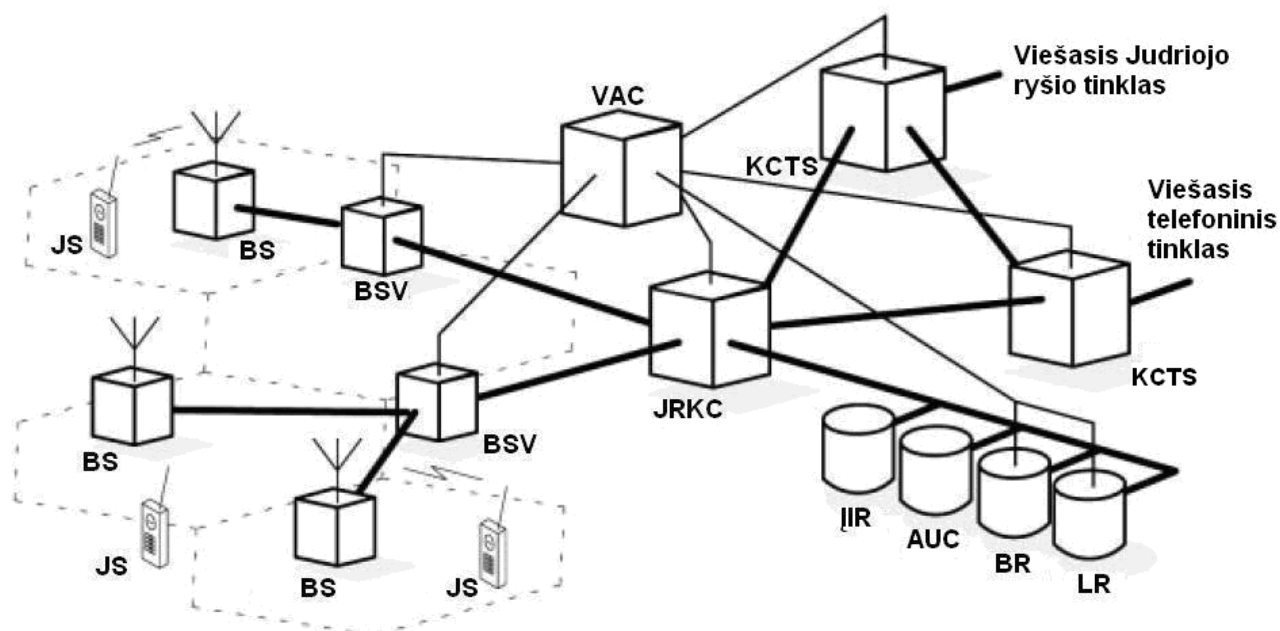 Viešasis Judriojo
ryšio tinklas
VAC
KCTS
Viešasis
telefoninis
tinklas
JS
BS
BSV
KCTS
JRKC
BS
BSV
ĮIR
AUC
BR
LR
JS
BS
JS